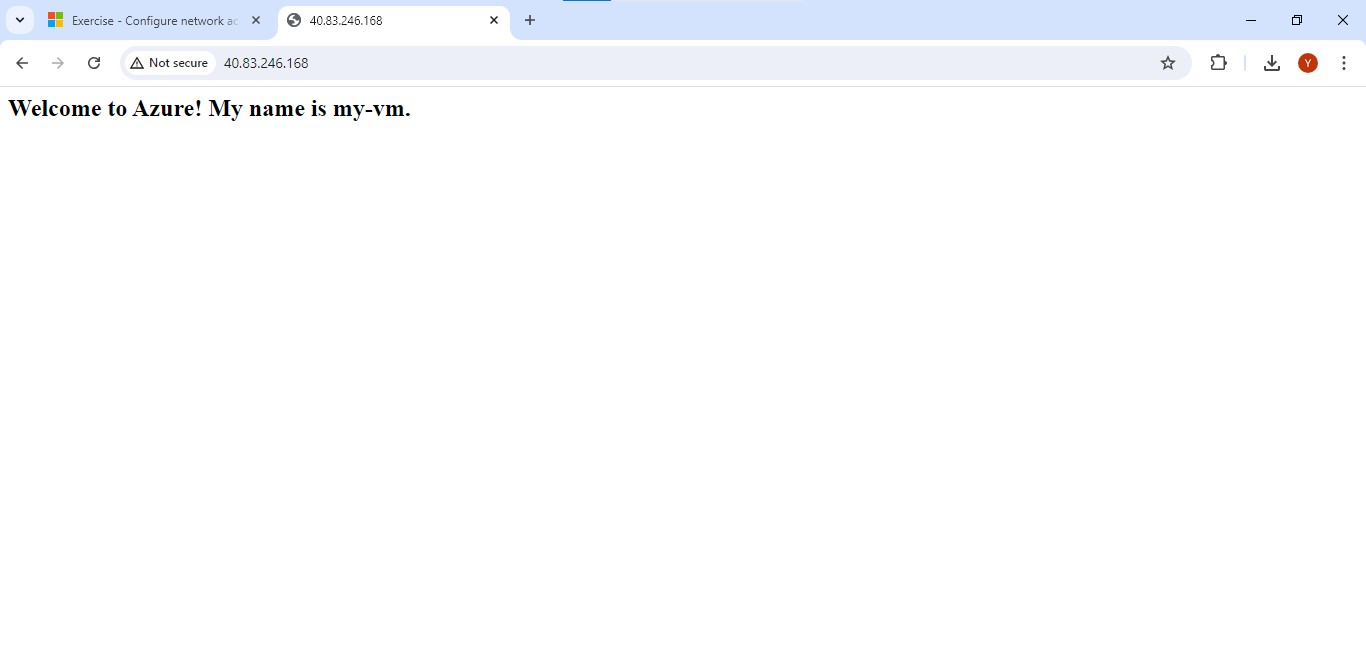 Exercise - Configure network ac
40.83.246.168
Not secure
40.83.246.168
Y
Welcome to Azure! My name is my-vm.